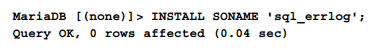 MariaDB [(none)]> INSTALL SONAME 'sql_errlog';
Query OK, 0 rows affected (0.04 sec)